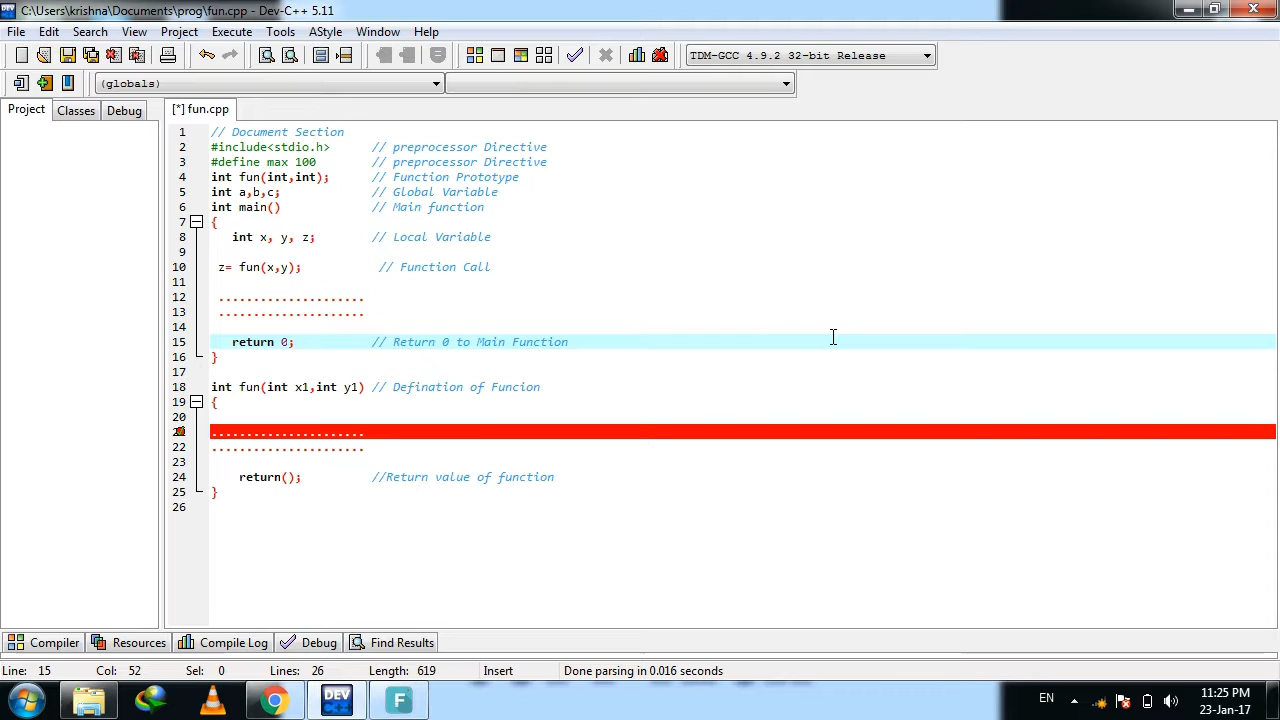 C:\Users\krishna\Documents\prog\fun.cpp - Dev-C++ 5.11
File Edit Search View Project Execute Tools AStyle Window Help
TDM-GCC 4.9.2 32-bit Release
(globals)
Project Classes Debug [*] fun.cpp
1 // Document Section
2 #include<stdio.h> // preprocessor Directive
3 #define max 100 // preprocessor Directive
4 int fun(int,int); // Function Prototype
5 int a,b,c; // Global Variable
6 int main() // Main function
7 {
8 int x, y, z; // Local Variable
9
10 z= fun(x,y); // Function Call
11
12 .....................
13 .....................
14
15 return 0; // Return 0 to Main Function
16 }
17
18 int fun(int x1,int y1) // Defination of Funcion
19 {
20
......................
22 ......................
23
24 return(); //Return value of function
25 }
26
Compiler Resources Compile Log Debug Find Results
Line: 15 Col: 52 Sel: 0 Lines: 26 Length: 619 Insert Done parsing in 0.016 seconds
DEV F EN 11:25 PM
23-Jan-17